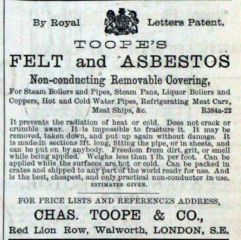 By Royal Letters Patent.
TOOPE'S
FELT and ASBESTOS
Non-conducting Removable Covering,
For Steam Boilers and Pipes, Steam Pans, Liquor Boilers and
Coppers, Hot and Cold Water Pipes, Refrigerating Meat Cars,
Meat Ships, &c. R384a-22
It prevents the radiation of heat or cold. Does not crack or
crumble away. It is impossible to fracture it. It may be
removed, taken down, and put up again without damage. It
is made in sections 3ft. long, fitting the pipe, or in sheets, and
can be put on by anybody. Freedom from dirt, grit, or smell
while being applied. Weighs less than 1 lb. per foot. Can be
applied while the surfaces are hot or cold. Can be packed in
crates and shipped to any part of the world ready for use. And
is the best, cheapest, and only practical non-conductor in use.
ESTIMATES GIVEN.
FOR PRICE LISTS AND REFERENCES ADDRESS,
CHAS. TOOPE & CO.,
Red Lion Row, Walworth, LONDON, S.E.